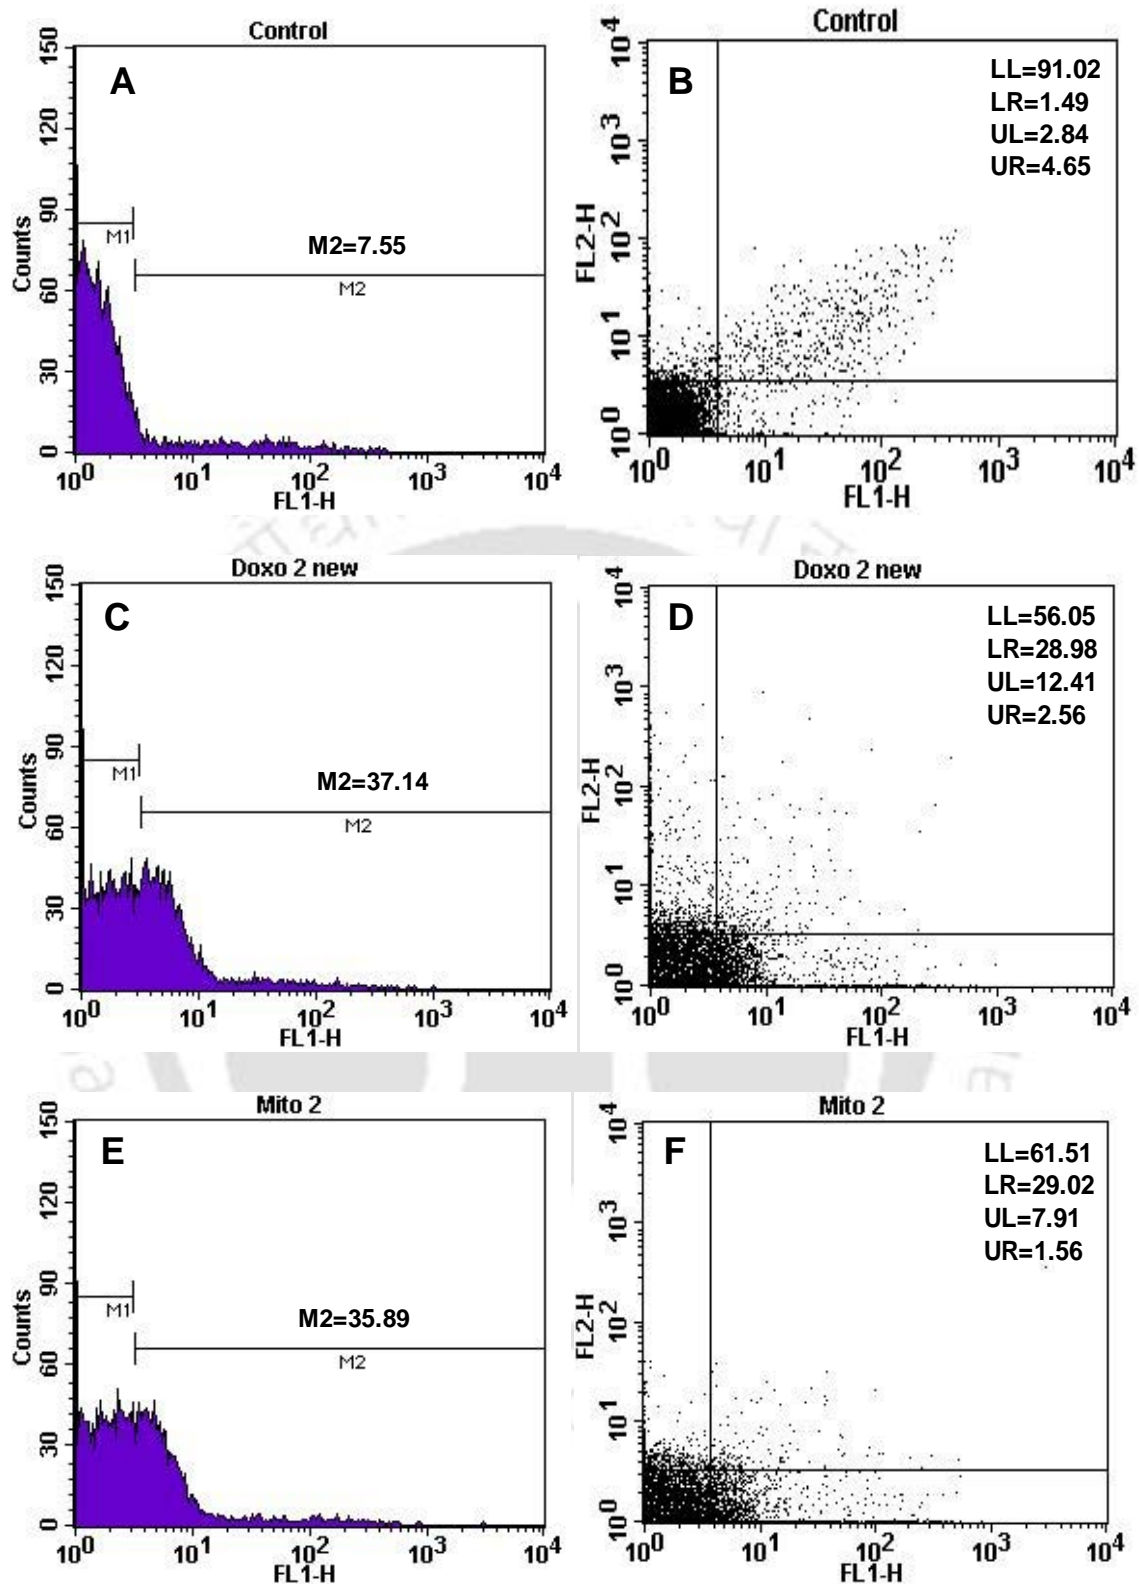 Control
A
150
120
90
60
30
0
Counts
M1
M2=7.55
M2
10^0 10^1 10^2 10^3 10^4
FL1-H
Control
B
LL=91.02
LR=1.49
UL=2.84
UR=4.65
10^4
10^3
10^2
10^1
10^0
FL2-H
10^0 10^1 10^2 10^3 10^4
FL1-H
Doxo 2 new
C
150
120
90
60
30
0
Counts
M1
M2=37.14
M2
10^0 10^1 10^2 10^3 10^4
FL1-H
Doxo 2 new
D
LL=56.05
LR=28.98
UL=12.41
UR=2.56
10^4
10^3
10^2
10^1
10^0
FL2-H
10^0 10^1 10^2 10^3 10^4
FL1-H
Mito 2
E
150
120
90
60
30
0
Counts
M1
M2=35.89
M2
10^0 10^1 10^2 10^3 10^4
FL1-H
Mito 2
F
LL=61.51
LR=29.02
UL=7.91
UR=1.56
10^4
10^3
10^2
10^1
10^0
FL2-H
10^0 10^1 10^2 10^3 10^4
FL1-H